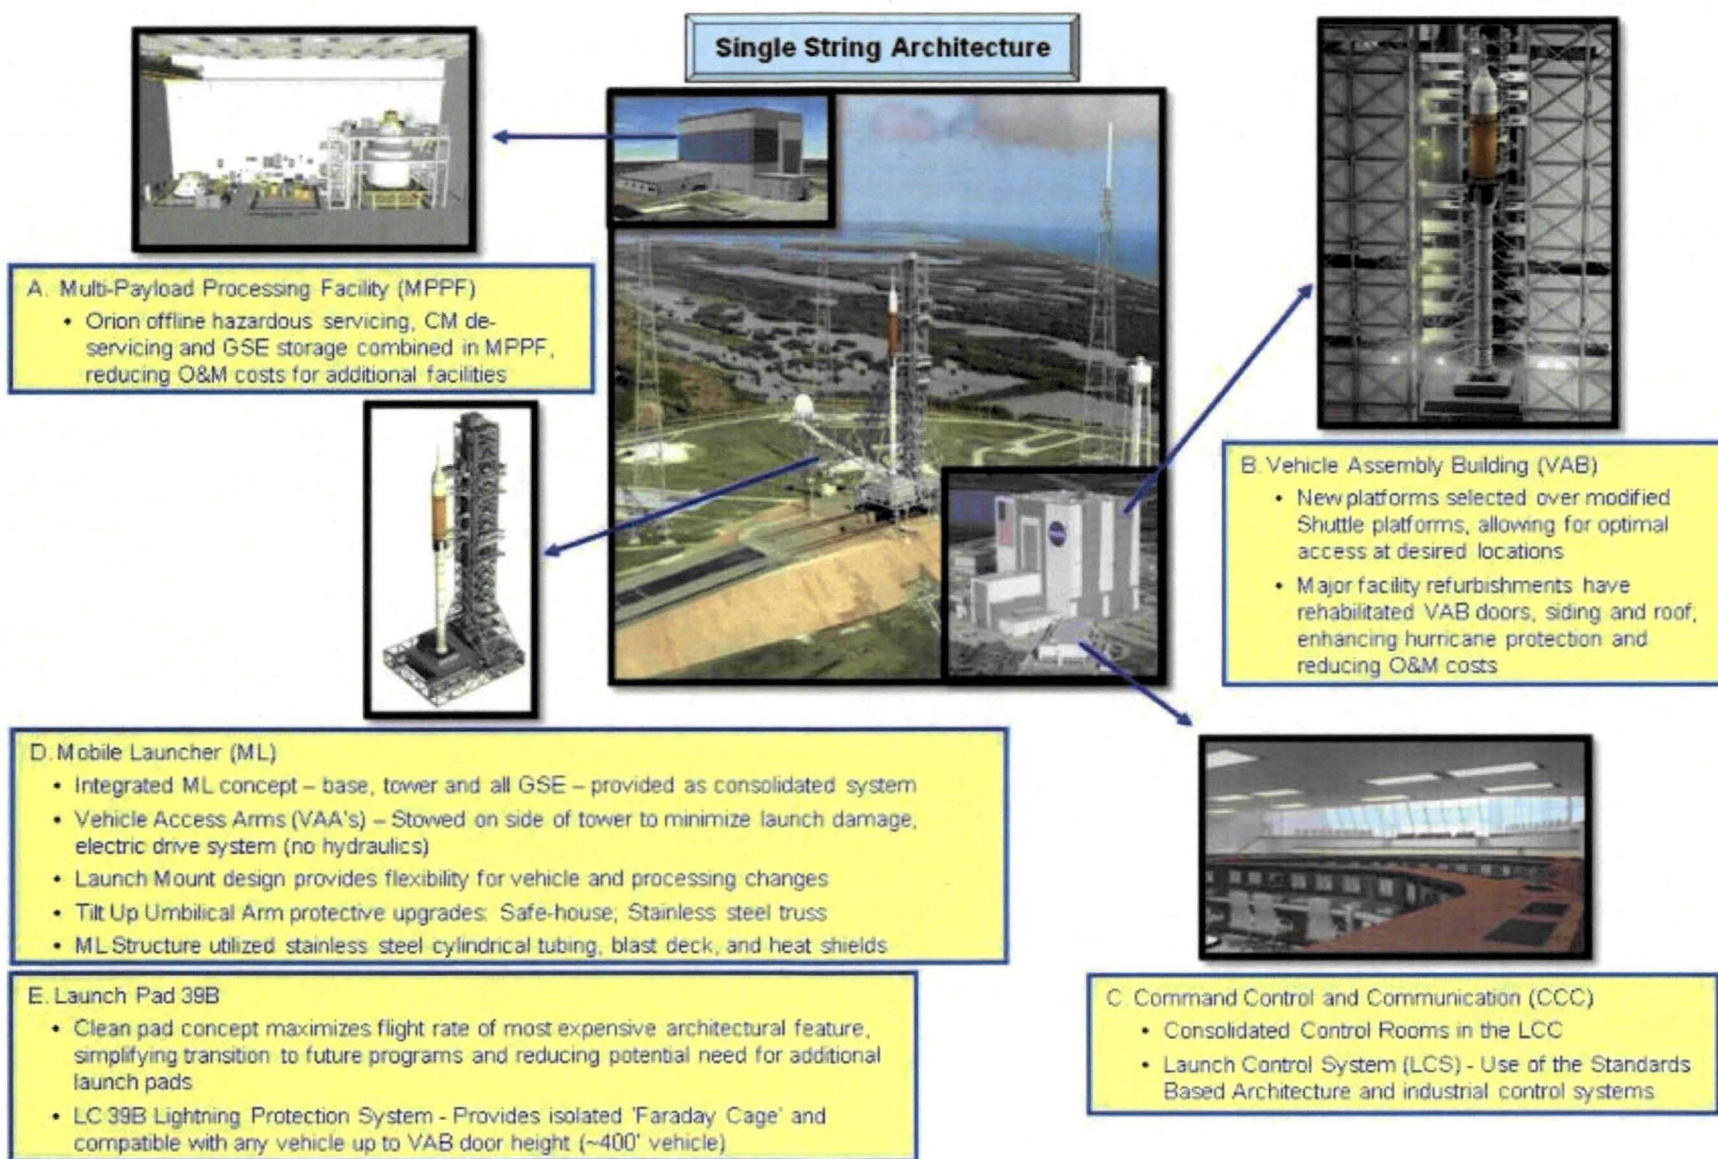 Single String Architecture
A. Multi-Payload Processing Facility (MPPF)
• Orion offline hazardous servicing, CM de-
servicing and GSE storage combined in MPPF,
reducing O&M costs for additional facilities
B. Vehicle Assembly Building (VAB)
• New platforms selected over modified
Shuttle platforms, allowing for optimal
access at desired locations
• Major facility refurbishments have
rehabilitated VAB doors, siding and roof,
enhancing hurricane protection and
reducing O&M costs
D. Mobile Launcher (ML)
• Integrated ML concept – base, tower and all GSE – provided as consolidated system
• Vehicle Access Arms (VAA's) – Stowed on side of tower to minimize launch damage,
electric drive system (no hydraulics)
• Launch Mount design provides flexibility for vehicle and processing changes
• Tilt Up Umbilical Arm protective upgrades: Safe-house; Stainless steel truss
• ML Structure utilized stainless steel cylindrical tubing, blast deck, and heat shields
E. Launch Pad 39B
• Clean pad concept maximizes flight rate of most expensive architectural feature,
simplifying transition to future programs and reducing potential need for additional
launch pads
• LC 39B Lightning Protection System - Provides isolated 'Faraday Cage' and
compatible with any vehicle up to VAB door height (~400' vehicle)
C. Command Control and Communication (CCC)
• Consolidated Control Rooms in the LCC
• Launch Control System (LCS) - Use of the Standards
Based Architecture and industrial control systems